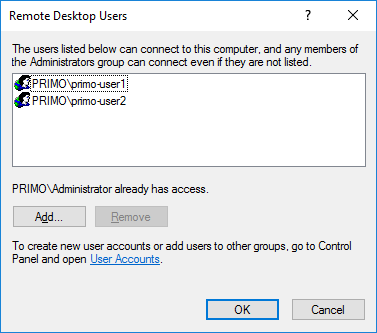 Remote Desktop Users
The users listed below can connect to this computer, and any members of
the Administrators group can connect even if they are not listed.
PRIMO\primo-user1
PRIMO\primo-user2
PRIMO\Administrator already has access.
Add...
Remove
To create new user accounts or add users to other groups, go to Control
Panel and open User Accounts.
OK
Cancel